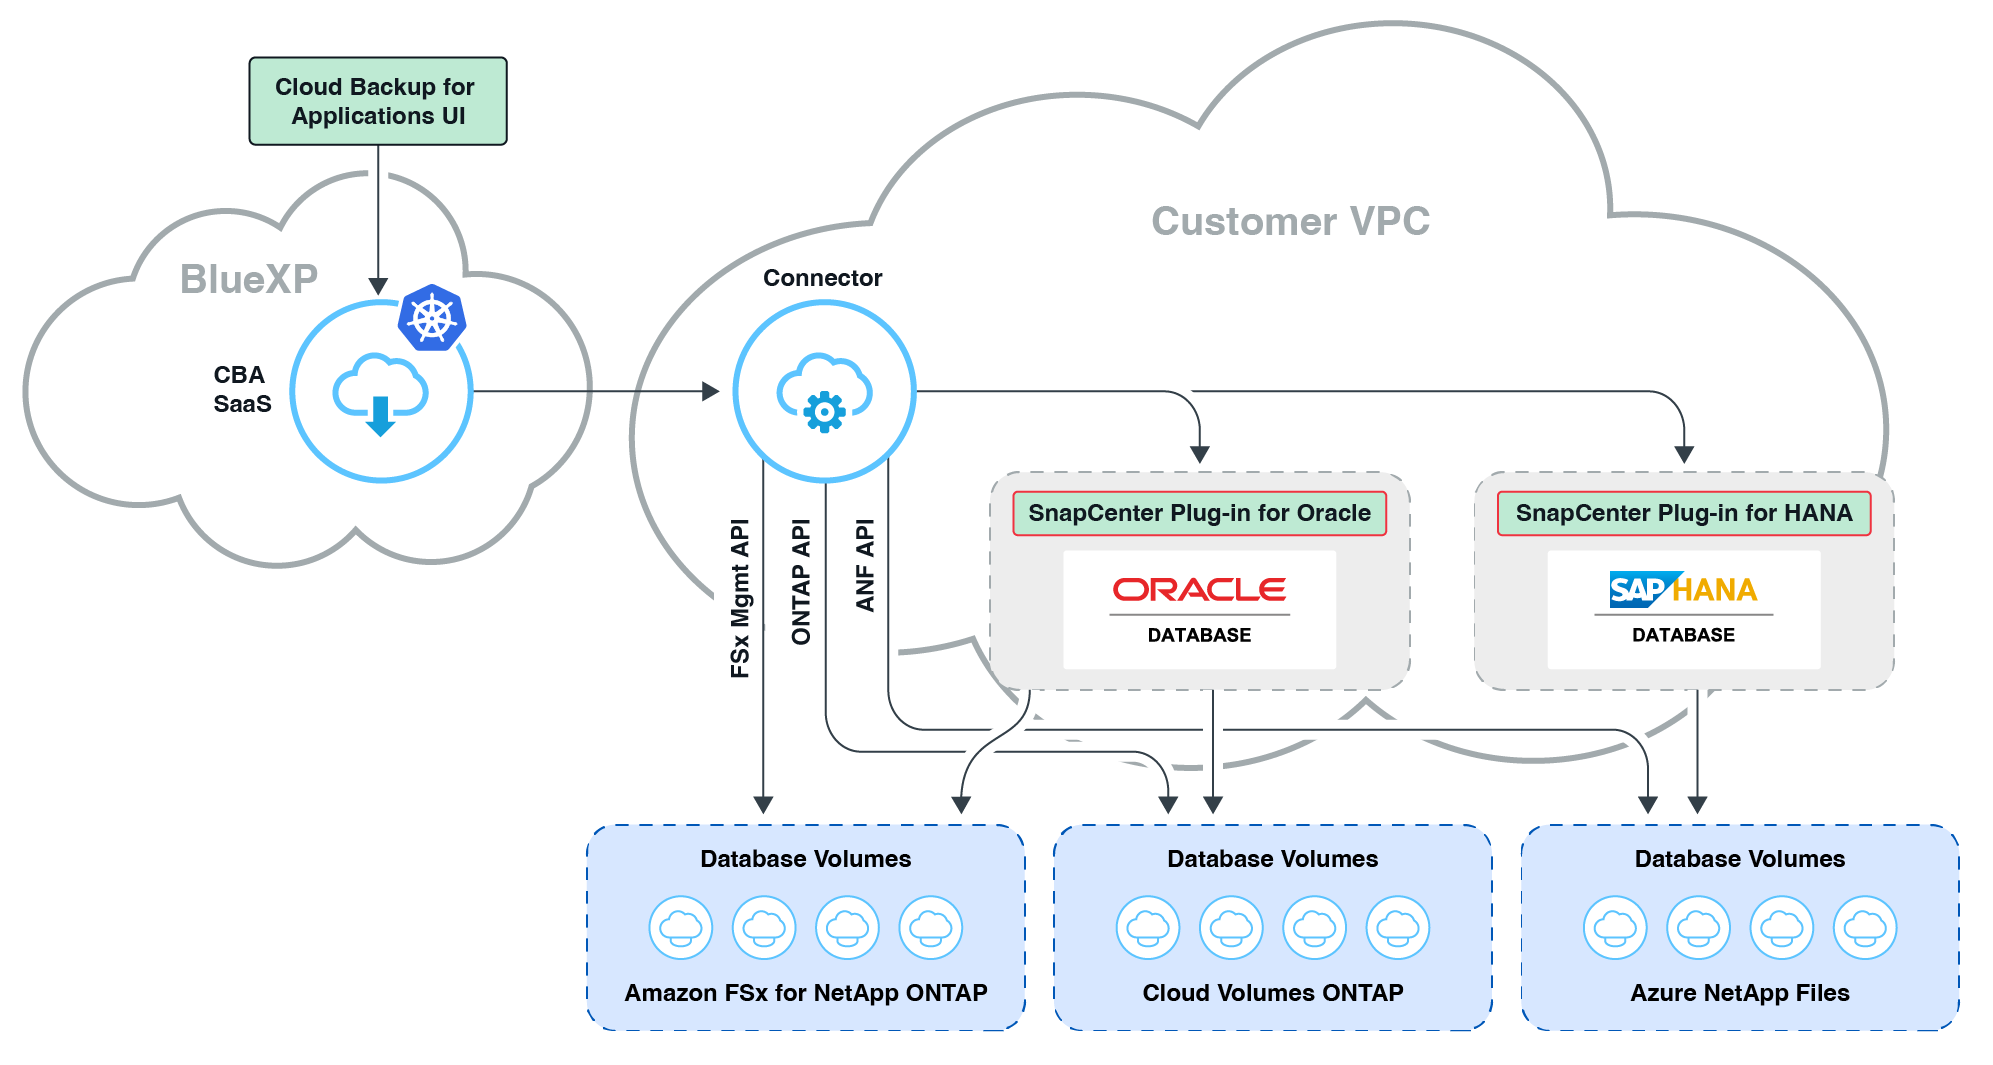 Cloud Backup for
Applications UI
BlueXP
CBA
SaaS
Customer VPC
Connector
FSx Mgmt API
ONTAP API
ANF API
SnapCenter Plug-in for Oracle
ORACLE
DATABASE
SnapCenter Plug-in for HANA
SAP HANA
DATABASE
Database Volumes
Amazon FSx for NetApp ONTAP
Database Volumes
Cloud Volumes ONTAP
Database Volumes
Azure NetApp Files